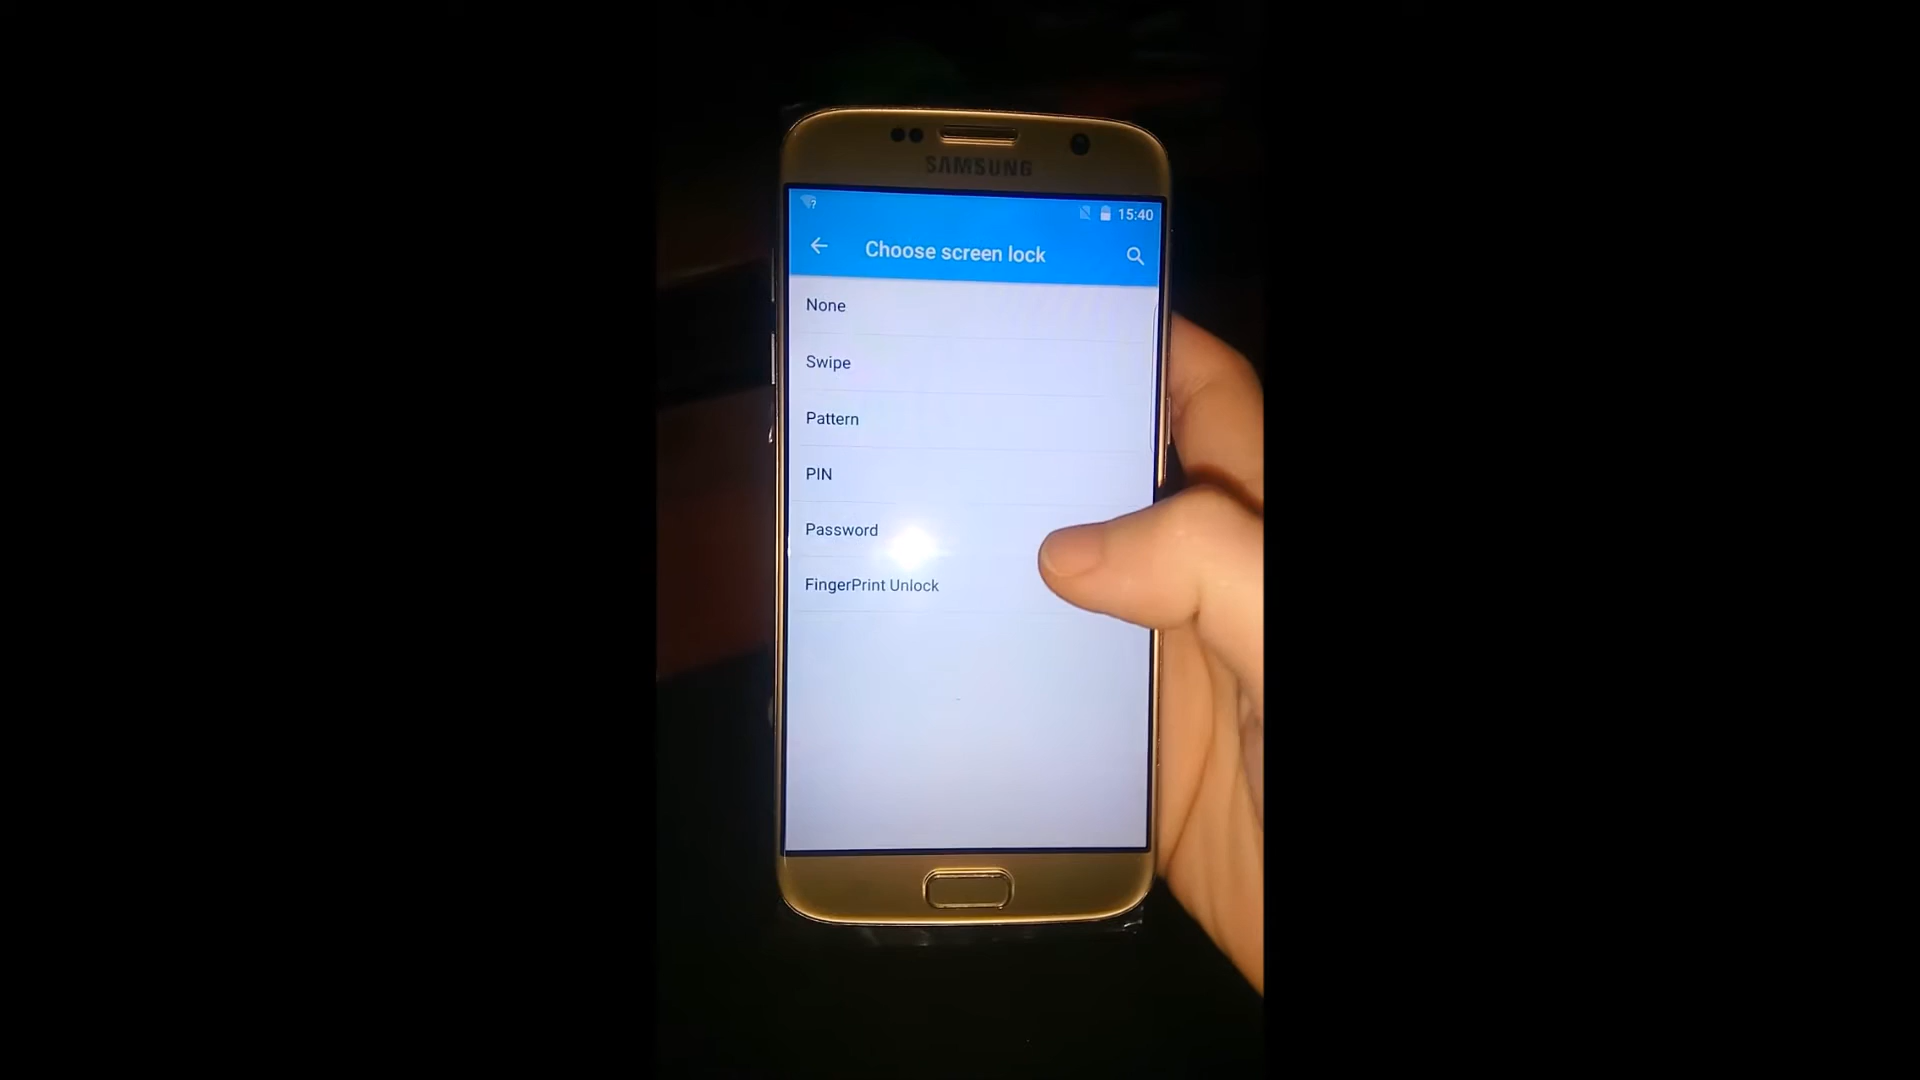 SAMSUNG
? 15:40
Choose screen lock
None
Swipe
Pattern
PIN
Password
FingerPrint Unlock